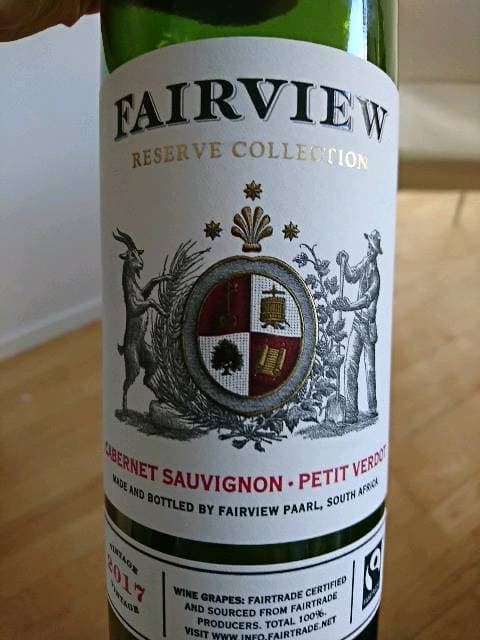 FAIRVIEW
RESERVE COLLECTION
CABERNET SAUVIGNON • PETIT VERDOT
MADE AND BOTTLED BY FAIRVIEW PAARL, SOUTH AFRICA
VINTAGE
2017
VINTAGE
WINE GRAPES: FAIRTRADE CERTIFIED
AND SOURCED FROM FAIRTRADE
PRODUCERS. TOTAL 100%.
VISIT WWW.INFO.FAIRTRADE.NET